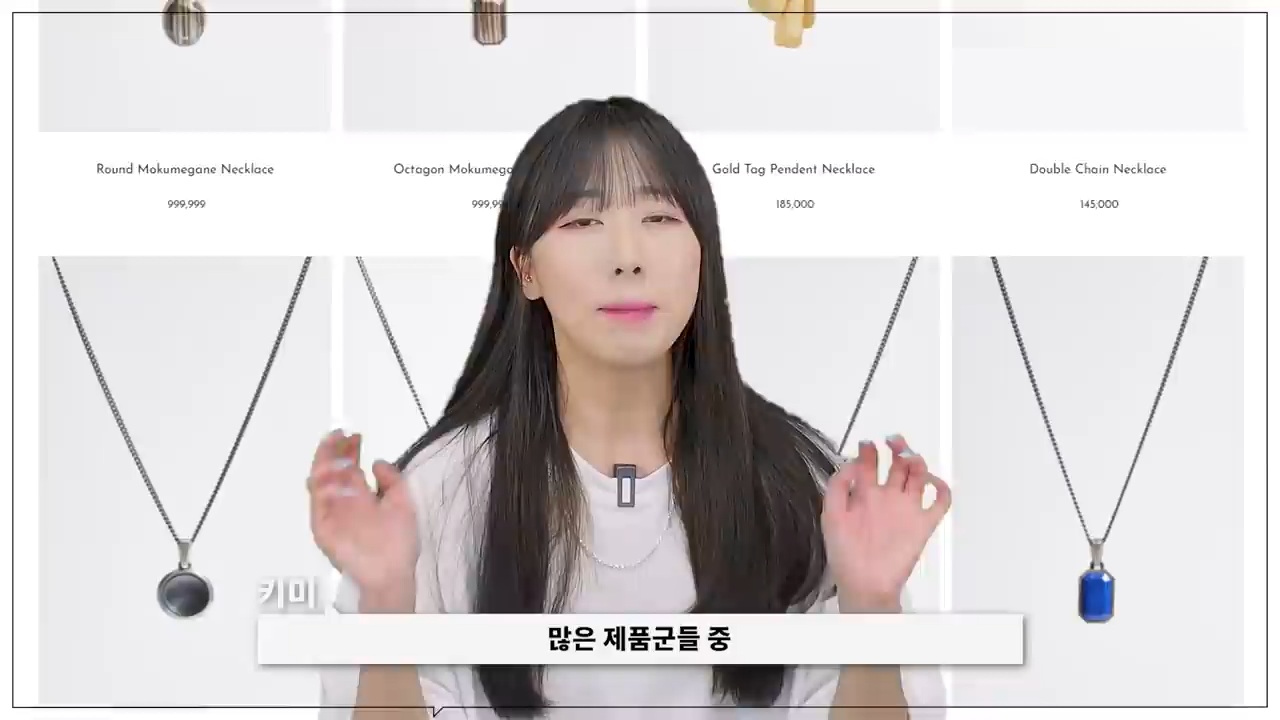 Round Mokumegane Necklace
Octagon Mokumega
Gold Tag Pendent Necklace
Double Chain Necklace
999,999
999,99
185,000
145,000
키미
많은 제품군들 중